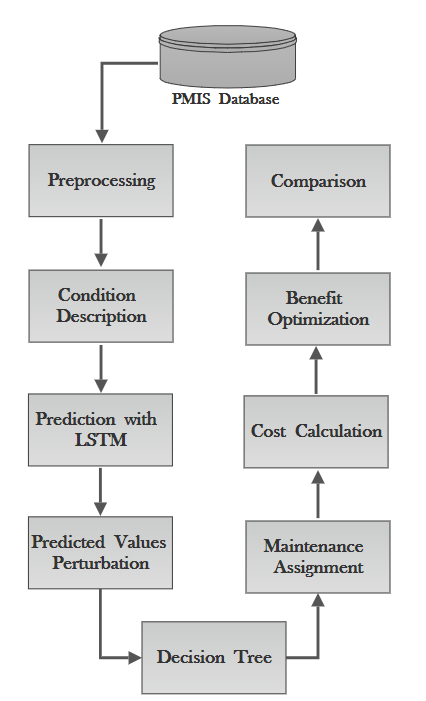 PMIS Database
Preprocessing
Condition
Description
Prediction with
LSTM
Predicted Values
Perturbation
Decision Tree
Maintenance
Assignment
Cost Calculation
Benefit
Optimization
Comparison